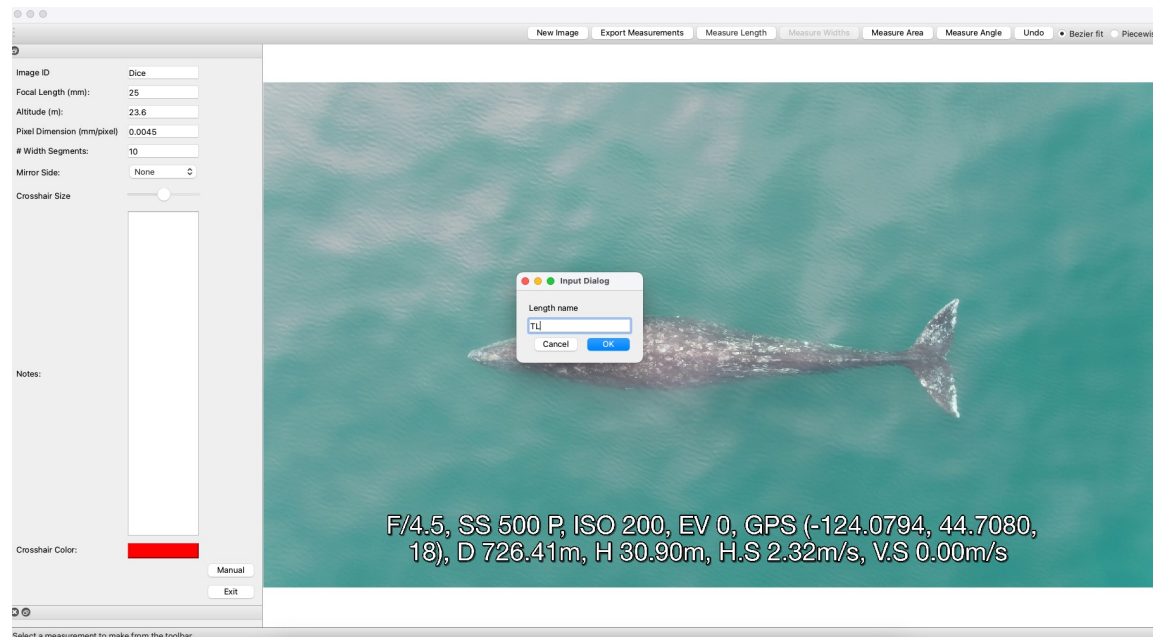 New Image Export Measurements Measure Length Measure Widths Measure Area Measure Angle Undo Bezier fit Piecewis
Image ID Dice
Focal Length (mm): 25
Altitude (m): 23.6
Pixel Dimension (mm/pixel) 0.0045
# Width Segments: 10
Mirror Side: None
Crosshair Size
Input Dialog
Length name
TL
Cancel OK
Notes:
F/4.5, SS 500 P, ISO 200, EV 0, GPS (-124.0794, 44.7080,
18), D 726.41m, H 30.90m, H.S 2.32m/s, V.S 0.00m/s
Crosshair Color:
Manual
Exit
Select a measurement to make from the toolbar